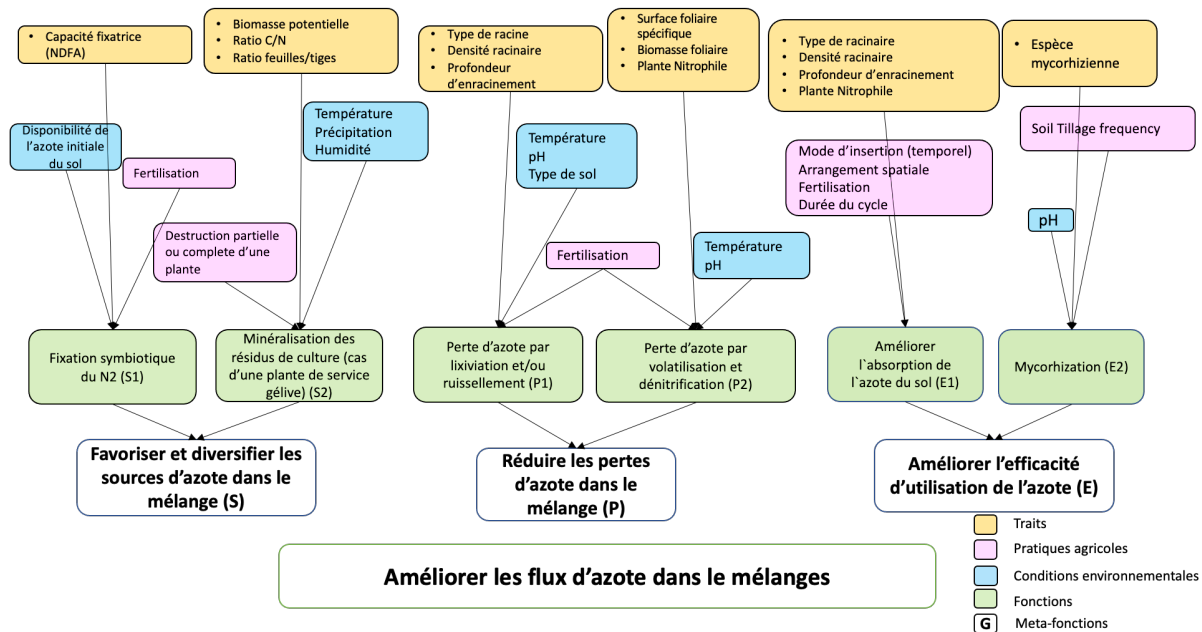 • Capacité fixatrice
(NDFA)
• Biomasse potentielle
• Ratio C/N
• Ratio feuilles/tiges
• Type de racine
• Densité racinaire
• Profondeur
d’enracinement
• Surface foliaire
spécifique
• Biomasse foliaire
• Plante Nitrophile
• Type de racinaire
• Densité racinaire
• Profondeur d’enracinement
• Plante Nitrophile
• Espèce
mycorhizienne
Disponibilité de
l’azote initiale
du sol
Fertilisation
Température
Précipitation
Humidité
Destruction partielle
ou complete d’une
plante
Température
pH
Type de sol
Fertilisation
Température
pH
Mode d’insertion (temporel)
Arrangement spatiale
Fertilisation
Durée du cycle
Soil Tillage frequency
pH
Fixation symbiotique
du N2 (S1)
Minéralisation des
résidus de culture (cas
d’une plante de service
gélive) (S2)
Perte d’azote par
lixiviation et/ou
ruissellement (P1)
Perte d’azote par
volatilisation et
dénitrification (P2)
Améliorer
l`absorption de
l`azote du sol (E1)
Mycorhization (E2)
Favoriser et diversifier les
sources d’azote dans le
mélange (S)
Réduire les pertes
d’azote dans le
mélange (P)
Améliorer l’efficacité
d’utilisation de l’azote (E)
Améliorer les flux d’azote dans le mélanges
Traits
Pratiques agricoles
Conditions environnementales
Fonctions
G Meta-fonctions